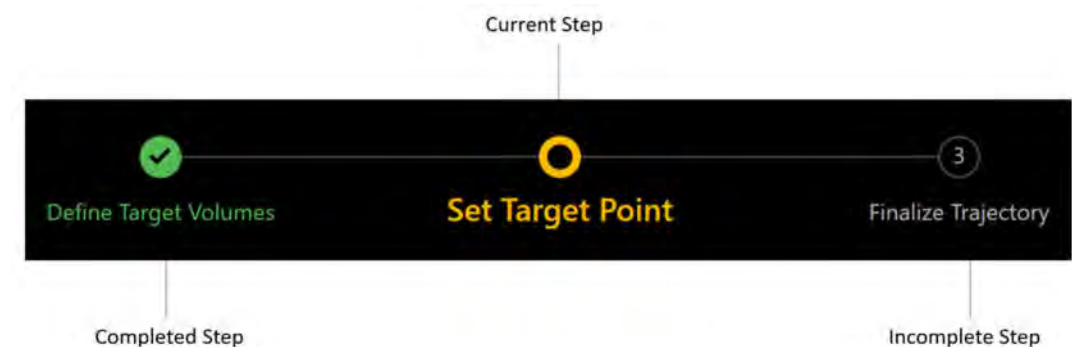 Current Step
3
Define Target Volumes
Set Target Point
Finalize Trajectory
Completed Step
Incomplete Step